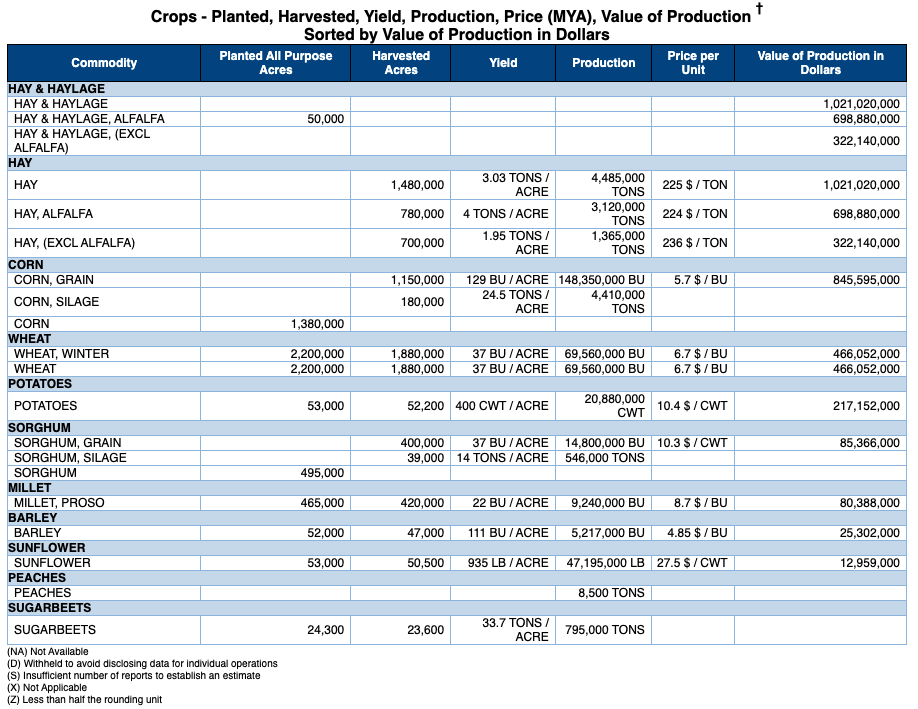 Crops - Planted, Harvested, Yield, Production, Price (MYA), Value of Production †
Sorted by Value of Production in Dollars
Commodity Planted All Purpose Acres Harvested Acres Yield Production Price per Unit Value of Production in Dollars
HAY & HAYLAGE
HAY & HAYLAGE 1,021,020,000
HAY & HAYLAGE, ALFALFA 50,000 698,880,000
HAY & HAYLAGE, (EXCL ALFALFA) 322,140,000
HAY
HAY 1,480,000 3.03 TONS / ACRE 4,485,000 TONS 225 $ / TON 1,021,020,000
HAY, ALFALFA 780,000 4 TONS / ACRE 3,120,000 TONS 224 $ / TON 698,880,000
HAY, (EXCL ALFALFA) 700,000 1.95 TONS / ACRE 1,365,000 TONS 236 $ / TON 322,140,000
CORN
CORN, GRAIN 1,150,000 129 BU / ACRE 148,350,000 BU 5.7 $ / BU 845,595,000
CORN, SILAGE 180,000 24.5 TONS / ACRE 4,410,000 TONS
CORN 1,380,000
WHEAT
WHEAT, WINTER 2,200,000 1,880,000 37 BU / ACRE 69,560,000 BU 6.7 $ / BU 466,052,000
WHEAT 2,200,000 1,880,000 37 BU / ACRE 69,560,000 BU 6.7 $ / BU 466,052,000
POTATOES
POTATOES 53,000 52,200 400 CWT / ACRE 20,880,000 CWT 10.4 $ / CWT 217,152,000
SORGHUM
SORGHUM, GRAIN 400,000 37 BU / ACRE 14,800,000 BU 10.3 $ / CWT 85,366,000
SORGHUM, SILAGE 39,000 14 TONS / ACRE 546,000 TONS
SORGHUM 495,000
MILLET
MILLET, PROSO 465,000 420,000 22 BU / ACRE 9,240,000 BU 8.7 $ / BU 80,388,000
BARLEY
BARLEY 52,000 47,000 111 BU / ACRE 5,217,000 BU 4.85 $ / BU 25,302,000
SUNFLOWER
SUNFLOWER 53,000 50,500 935 LB / ACRE 47,195,000 LB 27.5 $ / CWT 12,959,000
PEACHES
PEACHES 8,500 TONS
SUGARBEETS
SUGARBEETS 24,300 23,600 33.7 TONS / ACRE 795,000 TONS
(NA) Not Available
(D) Withheld to avoid disclosing data for individual operations
(S) Insufficient number of reports to establish an estimate
(X) Not Applicable
(Z) Less than half the rounding unit